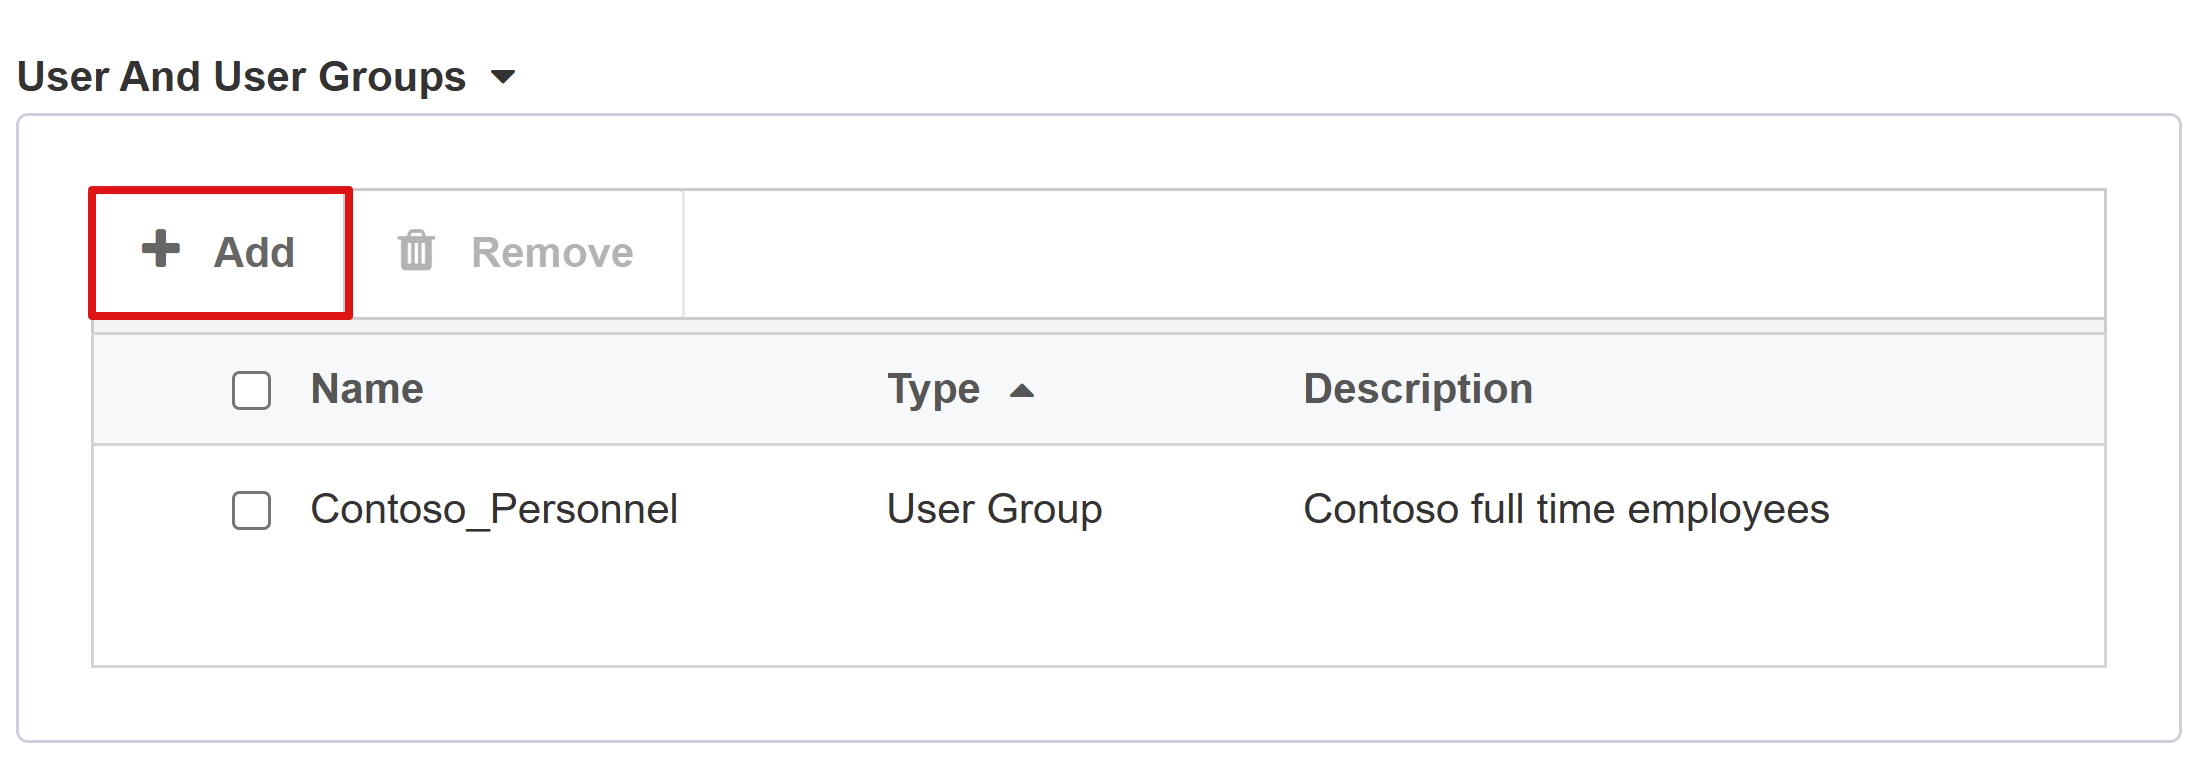 User And User Groups
Add Remove
Name Type Description
Contoso_Personnel User Group Contoso full time employees